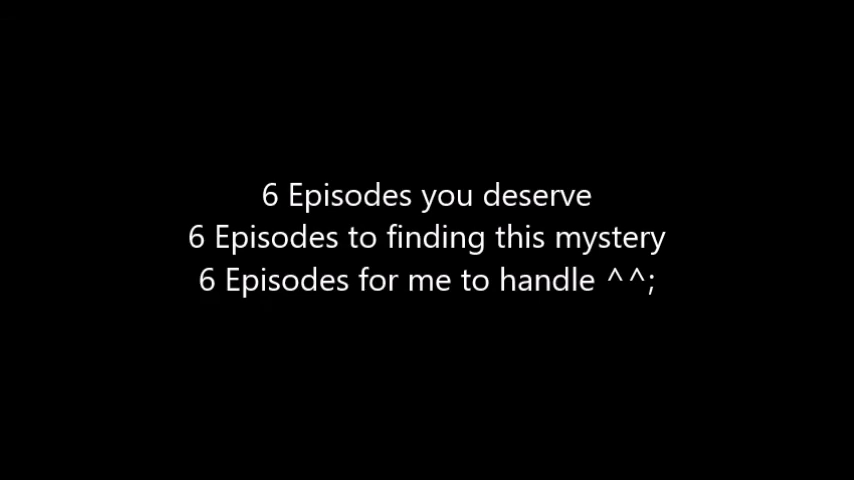 6 Episodes you deserve
6 Episodes to finding this mystery
6 Episodes for me to handle ^^;